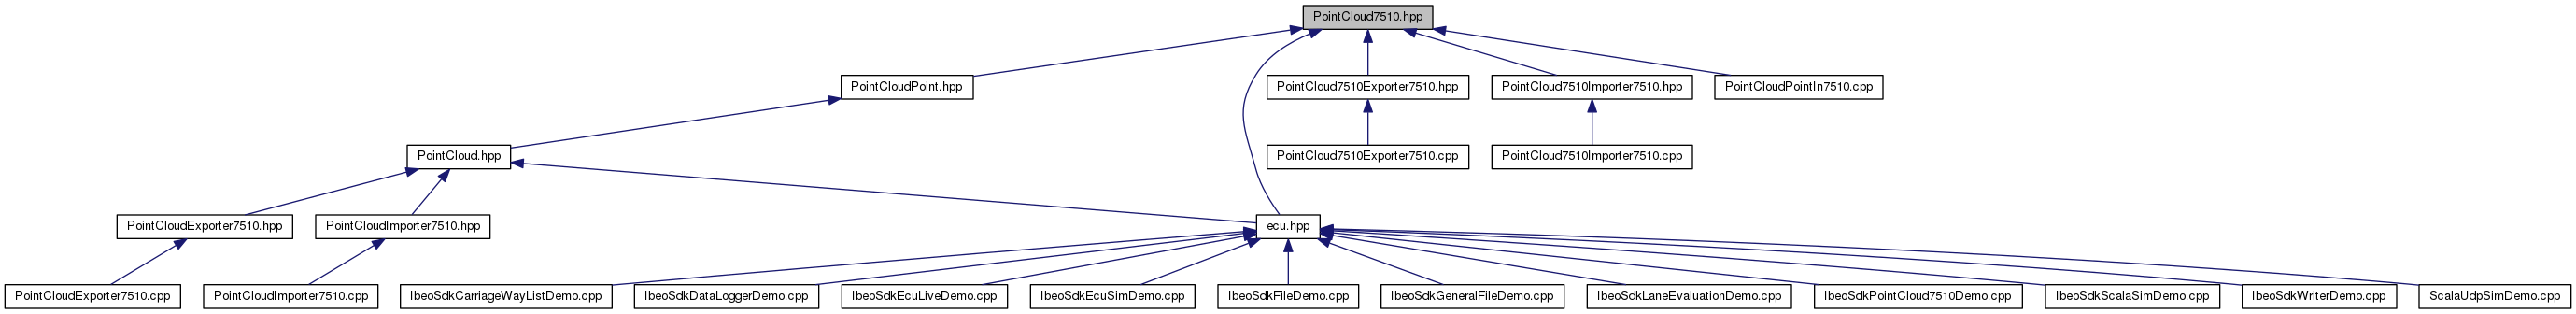 PointCloud7510.hpp
PointCloudPoint.hpp
PointCloud7510Exporter7510.hpp
PointCloud7510Importer7510.hpp
PointCloudPointIn7510.cpp
PointCloud.hpp
PointCloud7510Exporter7510.cpp
PointCloud7510Importer7510.cpp
PointCloudExporter7510.hpp
PointCloudImporter7510.hpp
ecu.hpp
PointCloudExporter7510.cpp
PointCloudImporter7510.cpp
IbeoSdkCarriageWayListDemo.cpp
IbeoSdkDataLoggerDemo.cpp
IbeoSdkEcuLiveDemo.cpp
IbeoSdkEcuSimDemo.cpp
IbeoSdkFileDemo.cpp
IbeoSdkGeneralFileDemo.cpp
IbeoSdkLaneEvaluationDemo.cpp
IbeoSdkPointCloud7510Demo.cpp
IbeoSdkScalaSimDemo.cpp
IbeoSdkWriterDemo.cpp
ScalaUdpSimDemo.cpp